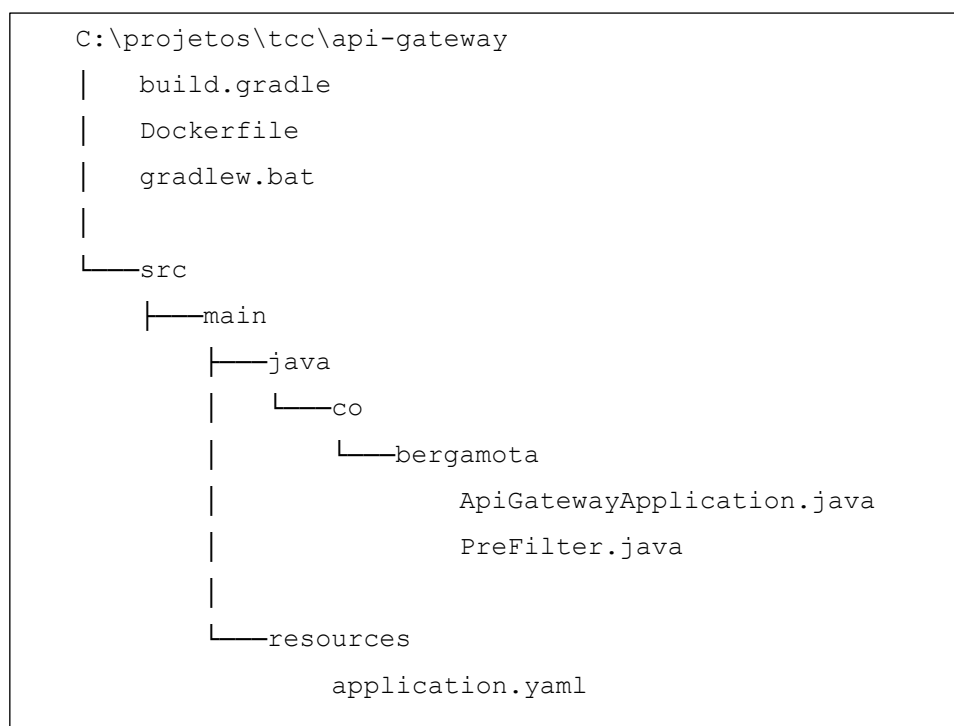 C:\projetos\tcc\api-gateway
│   build.gradle
│   Dockerfile
│   gradlew.bat
│
└───src
    ├───main
        ├───java
        │   └───co
        │       └───bergamota
        │               ApiGatewayApplication.java
        │               PreFilter.java
        │
        └───resources
                application.yaml